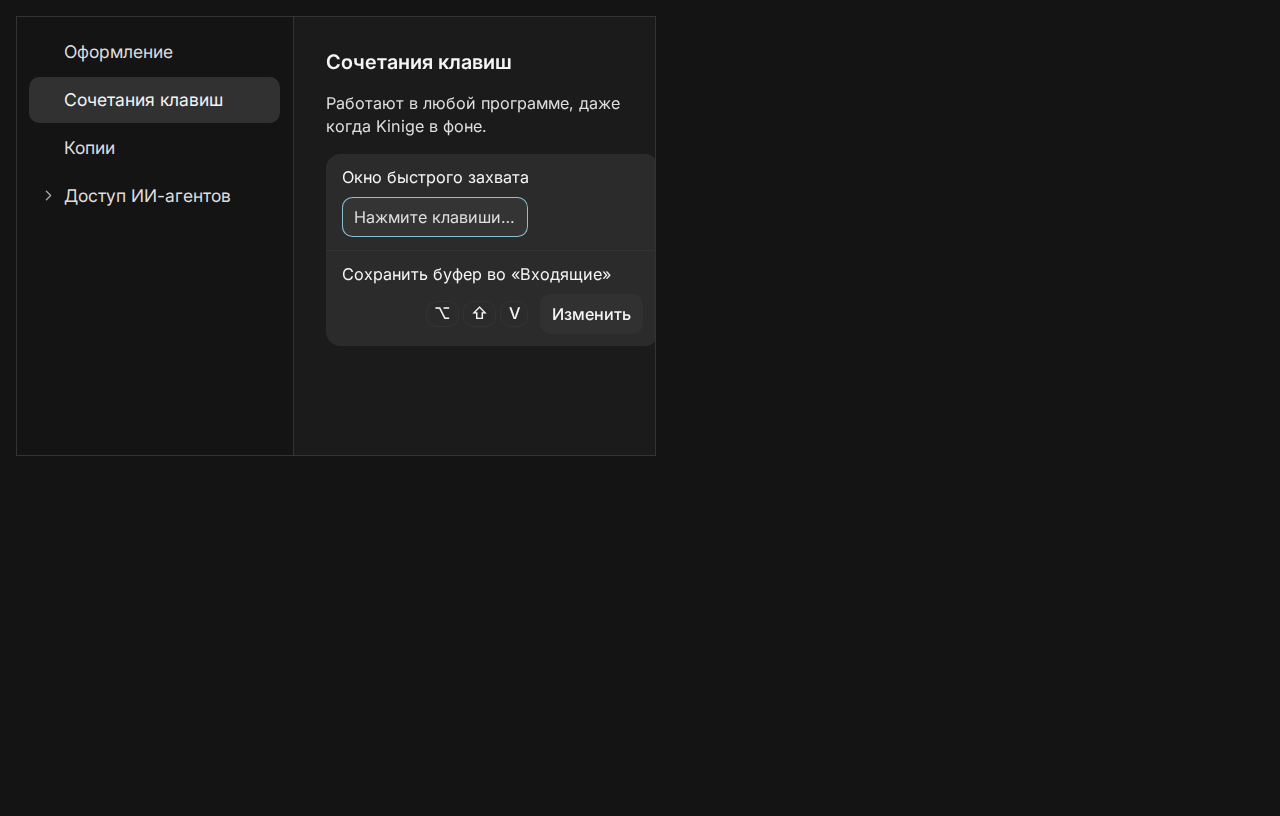 Оформление
Сочетания клавиш
Копии
Доступ ИИ-агентов
Сочетания клавиш
Работают в любой программе, даже
когда Kinige в фоне.
Окно быстрого захвата
Нажмите клавиши…
Сохранить буфер во «Входящие»
⌥ ⇧ V Изменить